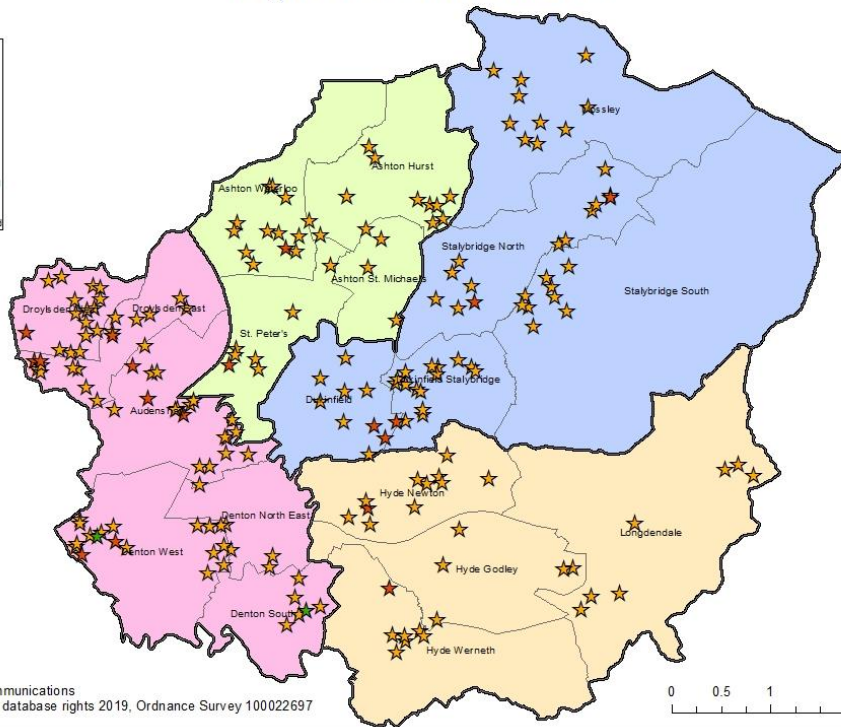 Mossley
Ashton Hurst
Ashton Waterloo
Stalybridge North
Ashton St. Michaels
Stalybridge South
Droylsden East
Droylsden
St. Peter's
Dukinfield Stalybridge
Dukinfield
Audenshaw
Hyde Newton
Denton North East
Longdendale
Denton West
Hyde Godley
Denton South
Hyde Werneth
mmunications
database rights 2019, Ordnance Survey 100022697
0 0.5 1